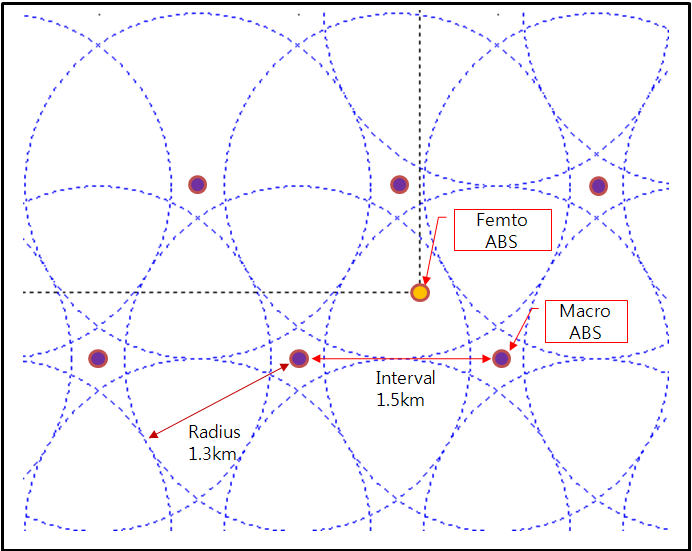 Femto
ABS
Macro
ABS
Interval
1.5km
Radius
1.3km